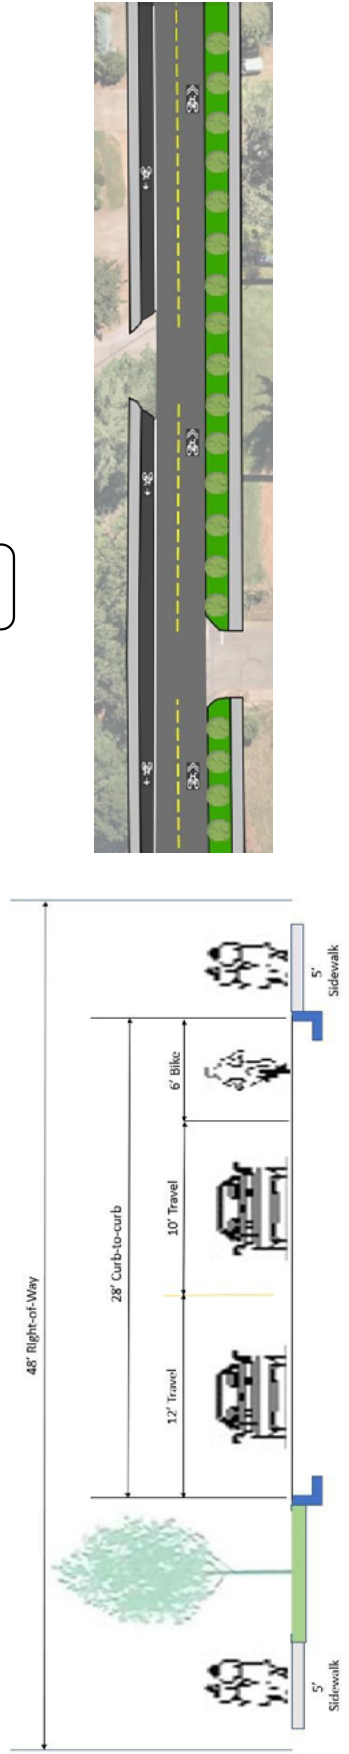 48' Right-of-Way
28' Curb-to-curb
12' Travel
10' Travel
6' Bike
5'
Sidewalk
5'
Sidewalk